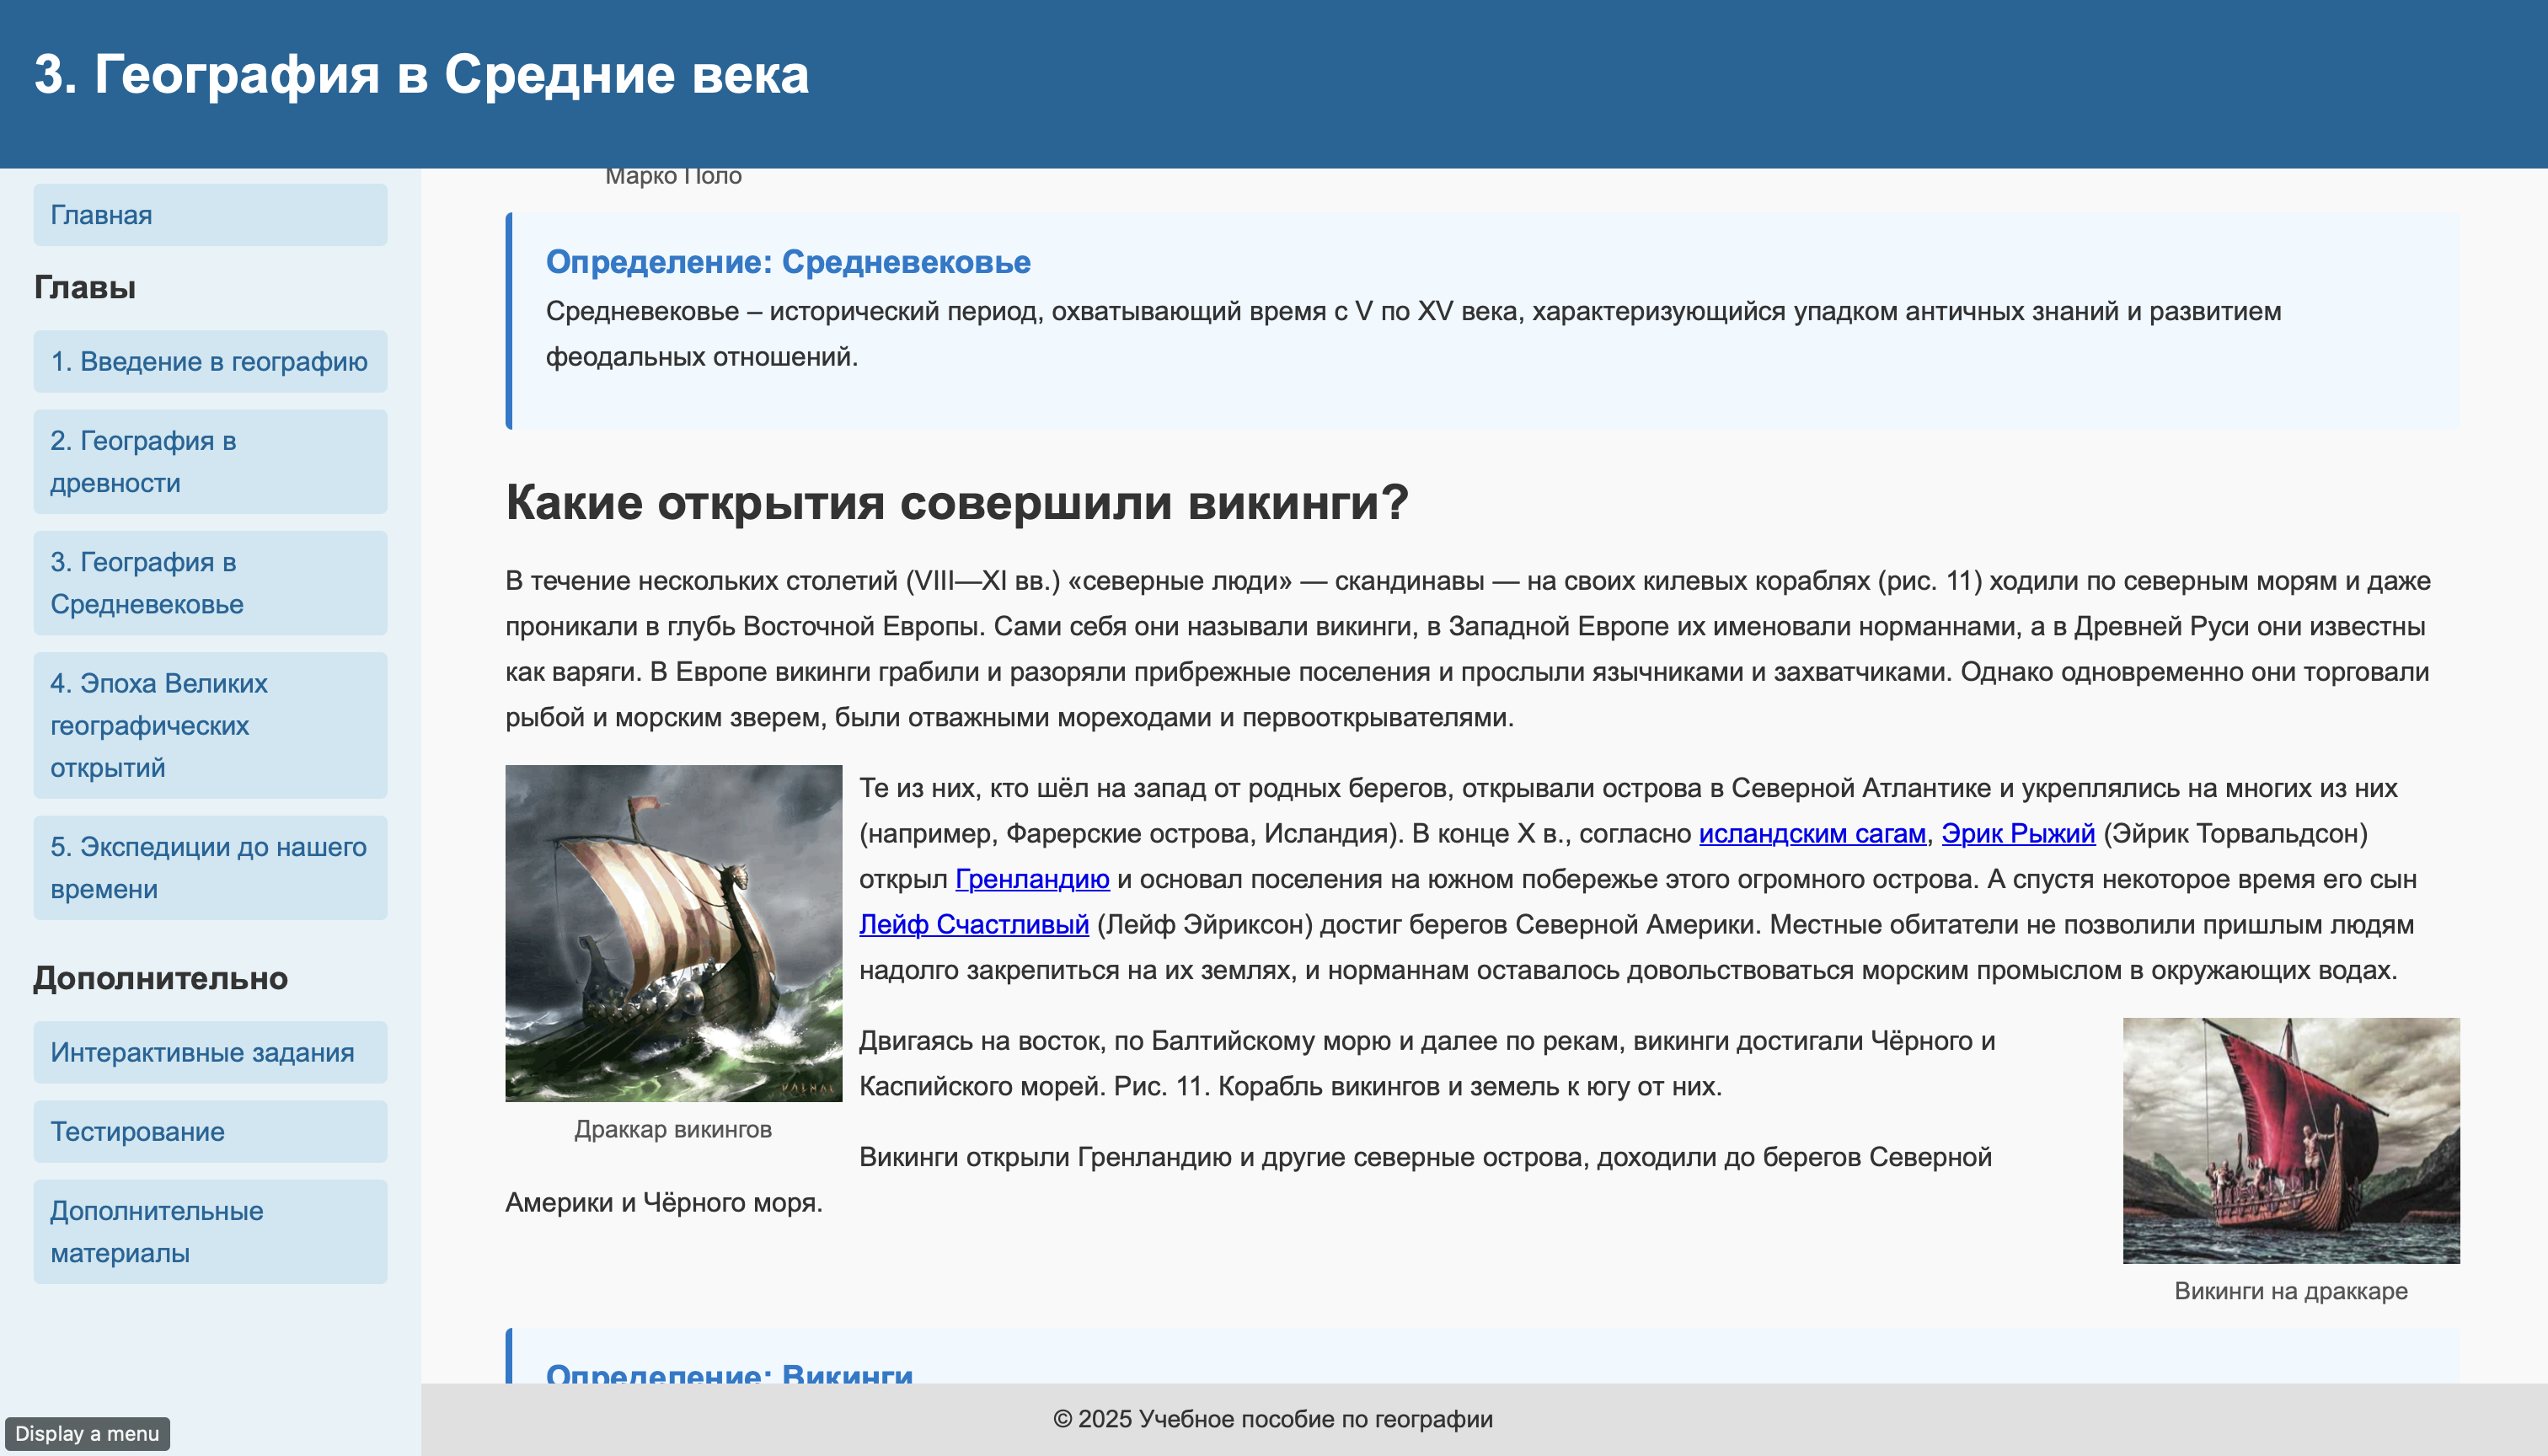 3. География в Средние века
Главная
Главы
1. Введение в географию
2. География в
древности
3. География в
Средневековье
4. Эпоха Великих
географических
открытий
5. Экспедиции до нашего
времени
Дополнительно
Интерактивные задания
Тестирование
Дополнительные
материалы
Марко Поло
Определение: Средневековье
Средневековье – исторический период, охватывающий время с V по XV века, характеризующийся упадком античных знаний и развитием
феодальных отношений.
Какие открытия совершили викинги?
В течение нескольких столетий (VIII—XI вв.) «северные люди» — скандинавы — на своих килевых кораблях (рис. 11) ходили по северным морям и даже
проникали в глубь Восточной Европы. Сами себя они называли викинги, в Западной Европе их именовали норманнами, а в Древней Руси они известны
как варяги. В Европе викинги грабили и разоряли прибрежные поселения и прослыли язычниками и захватчиками. Однако одновременно они торговали
рыбой и морским зверем, были отважными мореходами и первооткрывателями.
Те из них, кто шёл на запад от родных берегов, открывали острова в Северной Атлантике и укреплялись на многих из них
(например, Фарерские острова, Исландия). В конце X в., согласно исландским сагам, Эрик Рыжий (Эйрик Торвальдсон)
открыл Гренландию и основал поселения на южном побережье этого огромного острова. А спустя некоторое время его сын
Лейф Счастливый (Лейф Эйриксон) достиг берегов Северной Америки. Местные обитатели не позволили пришлым людям
надолго закрепиться на их землях, и норманнам оставалось довольствоваться морским промыслом в окружающих водах.
Драккар викингов
Двигаясь на восток, по Балтийскому морю и далее по рекам, викинги достигали Чёрного и
Каспийского морей. Рис. 11. Корабль викингов и земель к югу от них.
Викинги открыли Гренландию и другие северные острова, доходили до берегов Северной
Америки и Чёрного моря.
Викинги на драккаре
Определение: Викинги
© 2025 Учебное пособие по географии
Display a menu